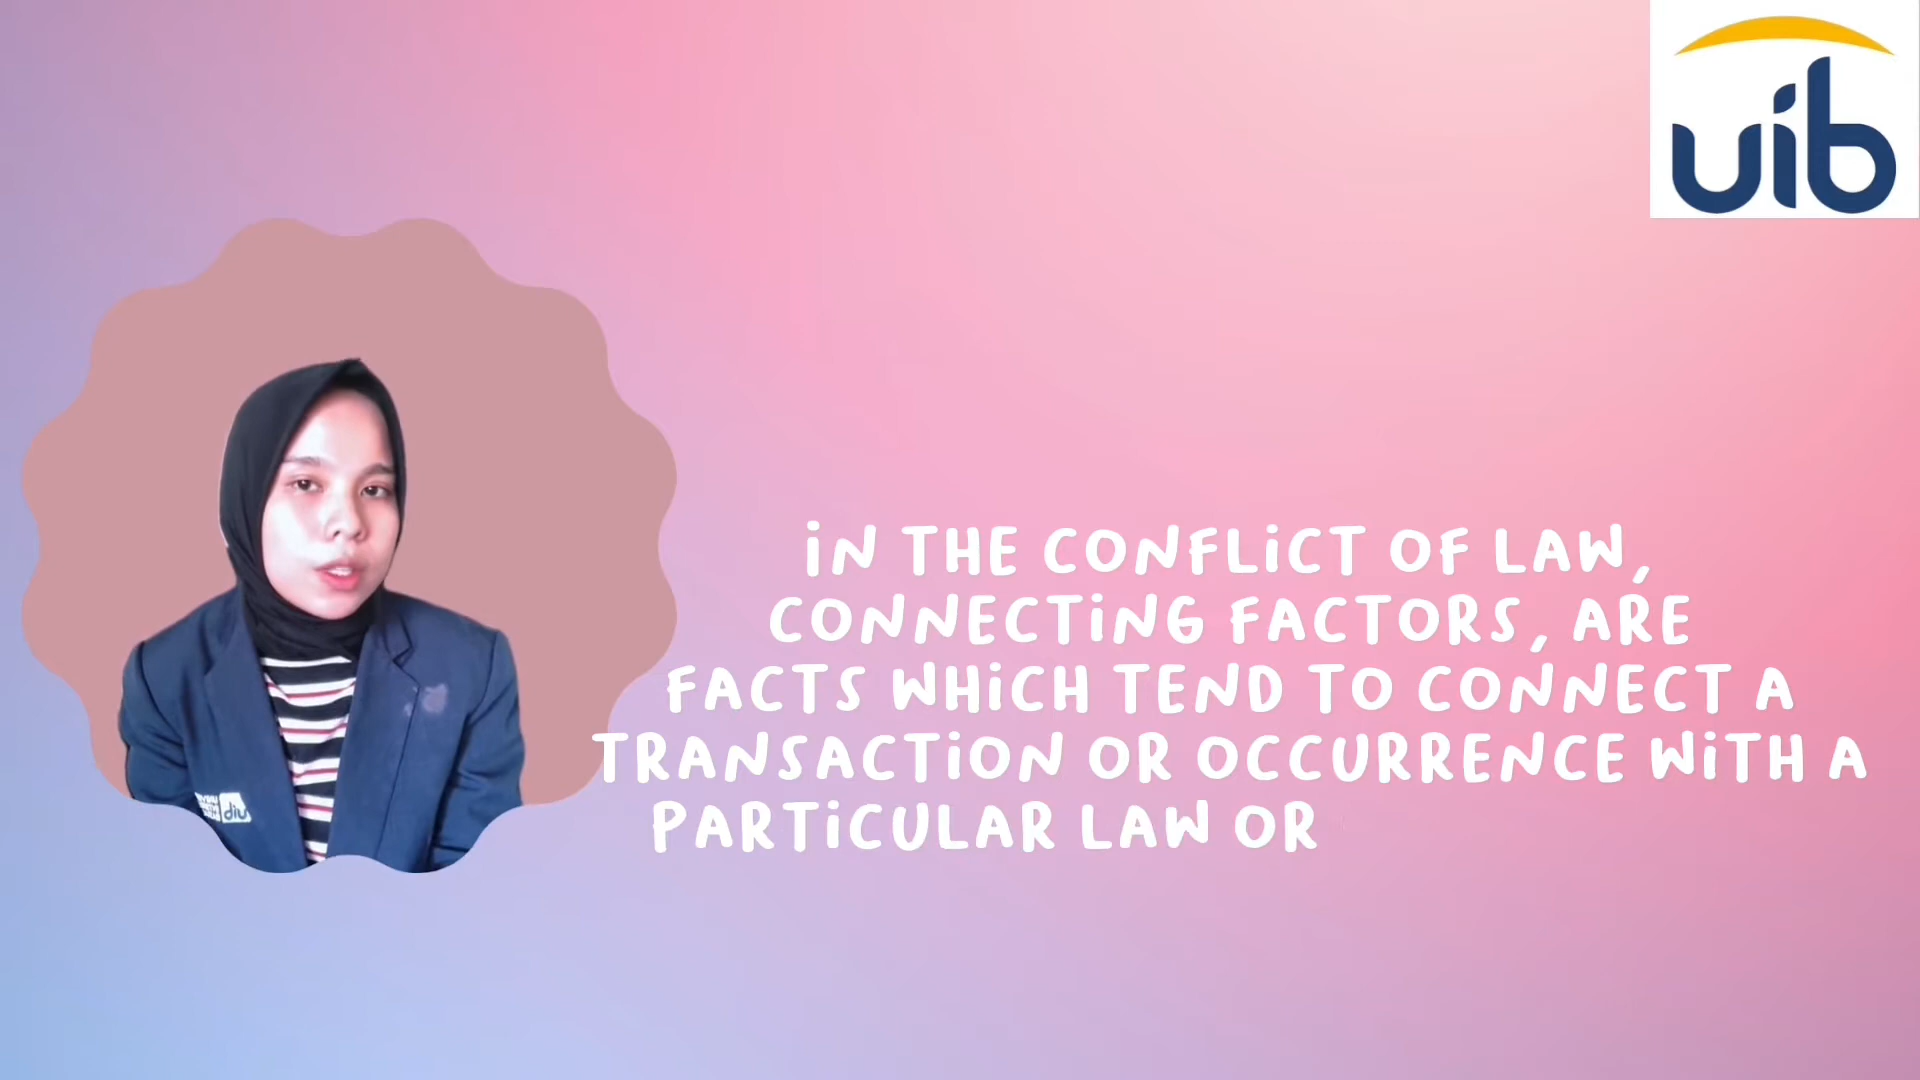 uib
iN THE CONFLiCT OF LAW,
CONNECTiNG FACTORS, ARE
FACTS WHiCH TEND TO CONNECT A
TRANSACTiON OR OCCURRENCE WiTH A
PARTiCULAR LAW OR
uib